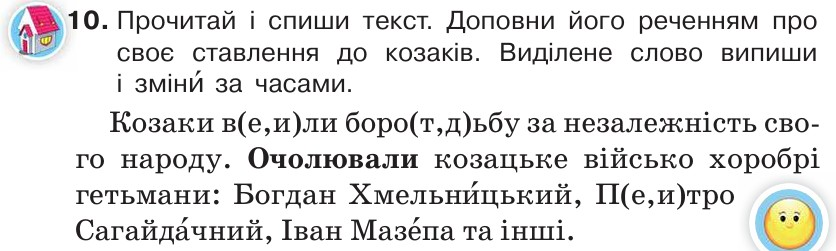 10. Прочитай і спиши текст. Доповни його реченням про
своє ставлення до козаків. Виділене слово випиши
і зміни́ за часами.
Козаки в(е,и)ли боро(т,д)ьбу за незалежність сво-
го народу. Очолювали козацьке військо хоробрі
гетьмани: Богдан Хмельни́цький, П(е,и)тро
Сагайда́чний, Іван Мазе́па та інші.